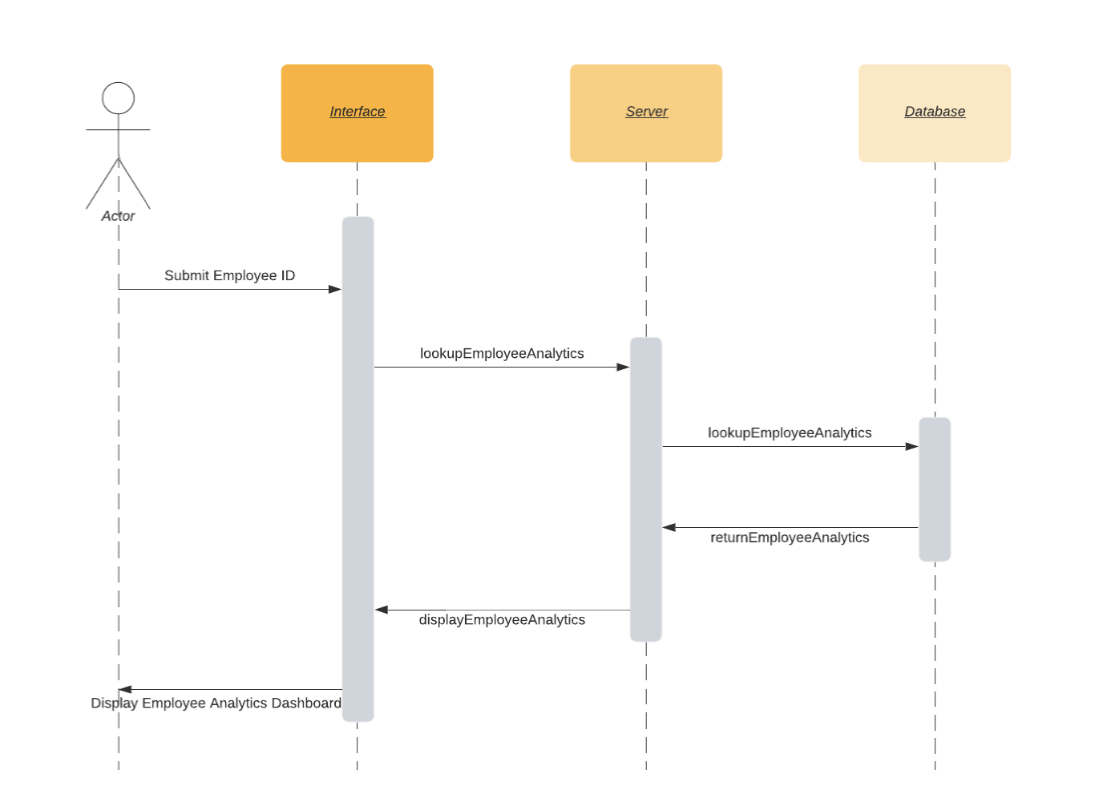 Interface
Server
Database
Actor
Submit Employee ID
lookupEmployeeAnalytics
lookupEmployeeAnalytics
returnEmployeeAnalytics
displayEmployeeAnalytics
Display Employee Analytics Dashboard